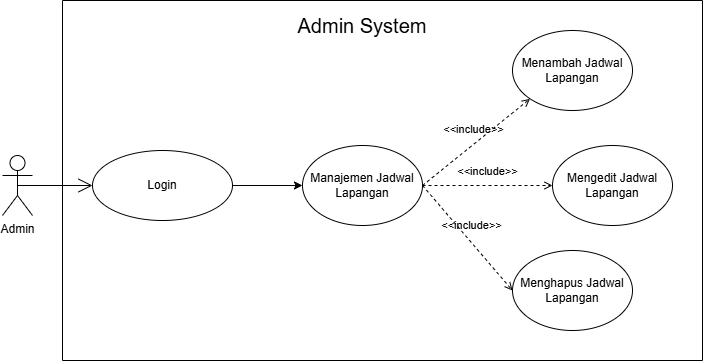 Admin System
Menambah Jadwal
Lapangan
<<include>>
Login
Manajemen Jadwal
Lapangan
<<include>>
Mengedit Jadwal
Lapangan
Admin
<<include>>
Menghapus Jadwal
Lapangan